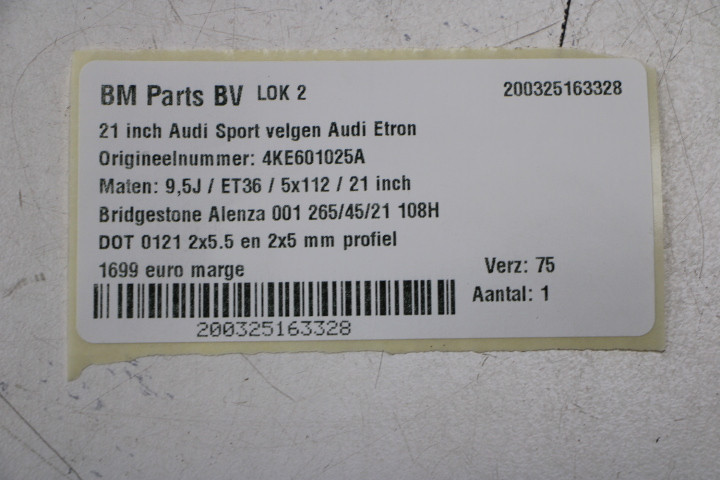 BM Parts BV LOK 2 200325163328
21 inch Audi Sport velgen Audi Etron
Origineelnummer: 4KE601025A
Maten: 9,5J / ET36 / 5x112 / 21 inch
Bridgestone Alenza 001 265/45/21 108H
DOT 0121 2x5.5 en 2x5 mm profiel
1699 euro marge Verz: 75
Aantal: 1
200325163328